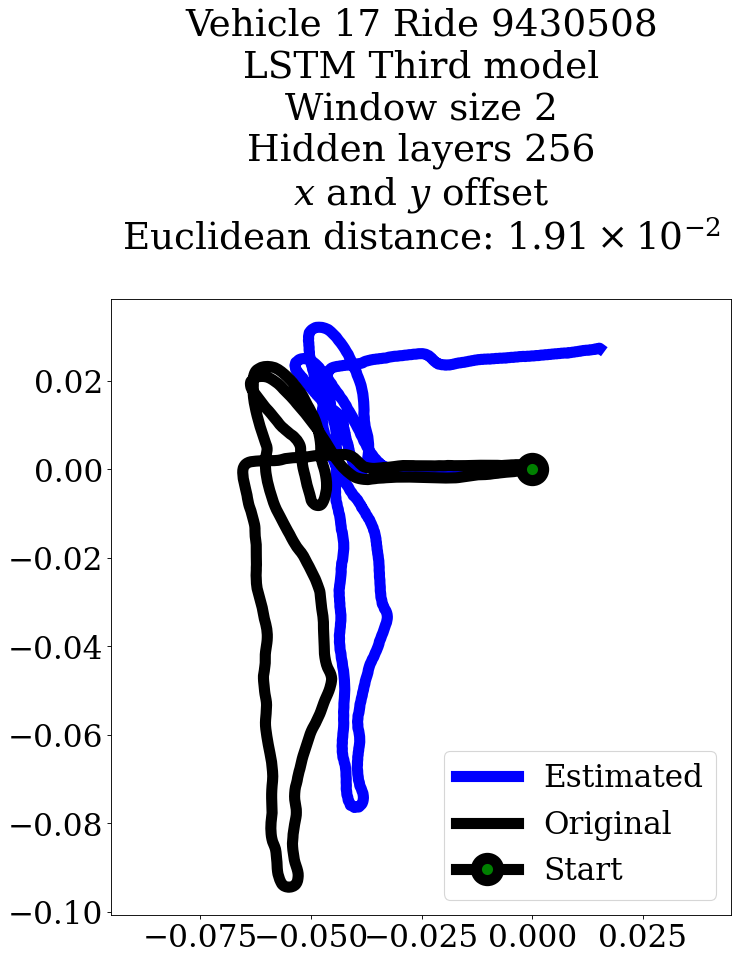 Vehicle 17 Ride 9430508
LSTM Third model
Window size 2
Hidden layers 256
x and y offset
Euclidean distance: 1.91 × 10⁻²
0.02
0.00
−0.02
−0.04
−0.06
−0.08
−0.10
Estimated
Original
Start
−0.075 −0.050 −0.025 0.000 0.025